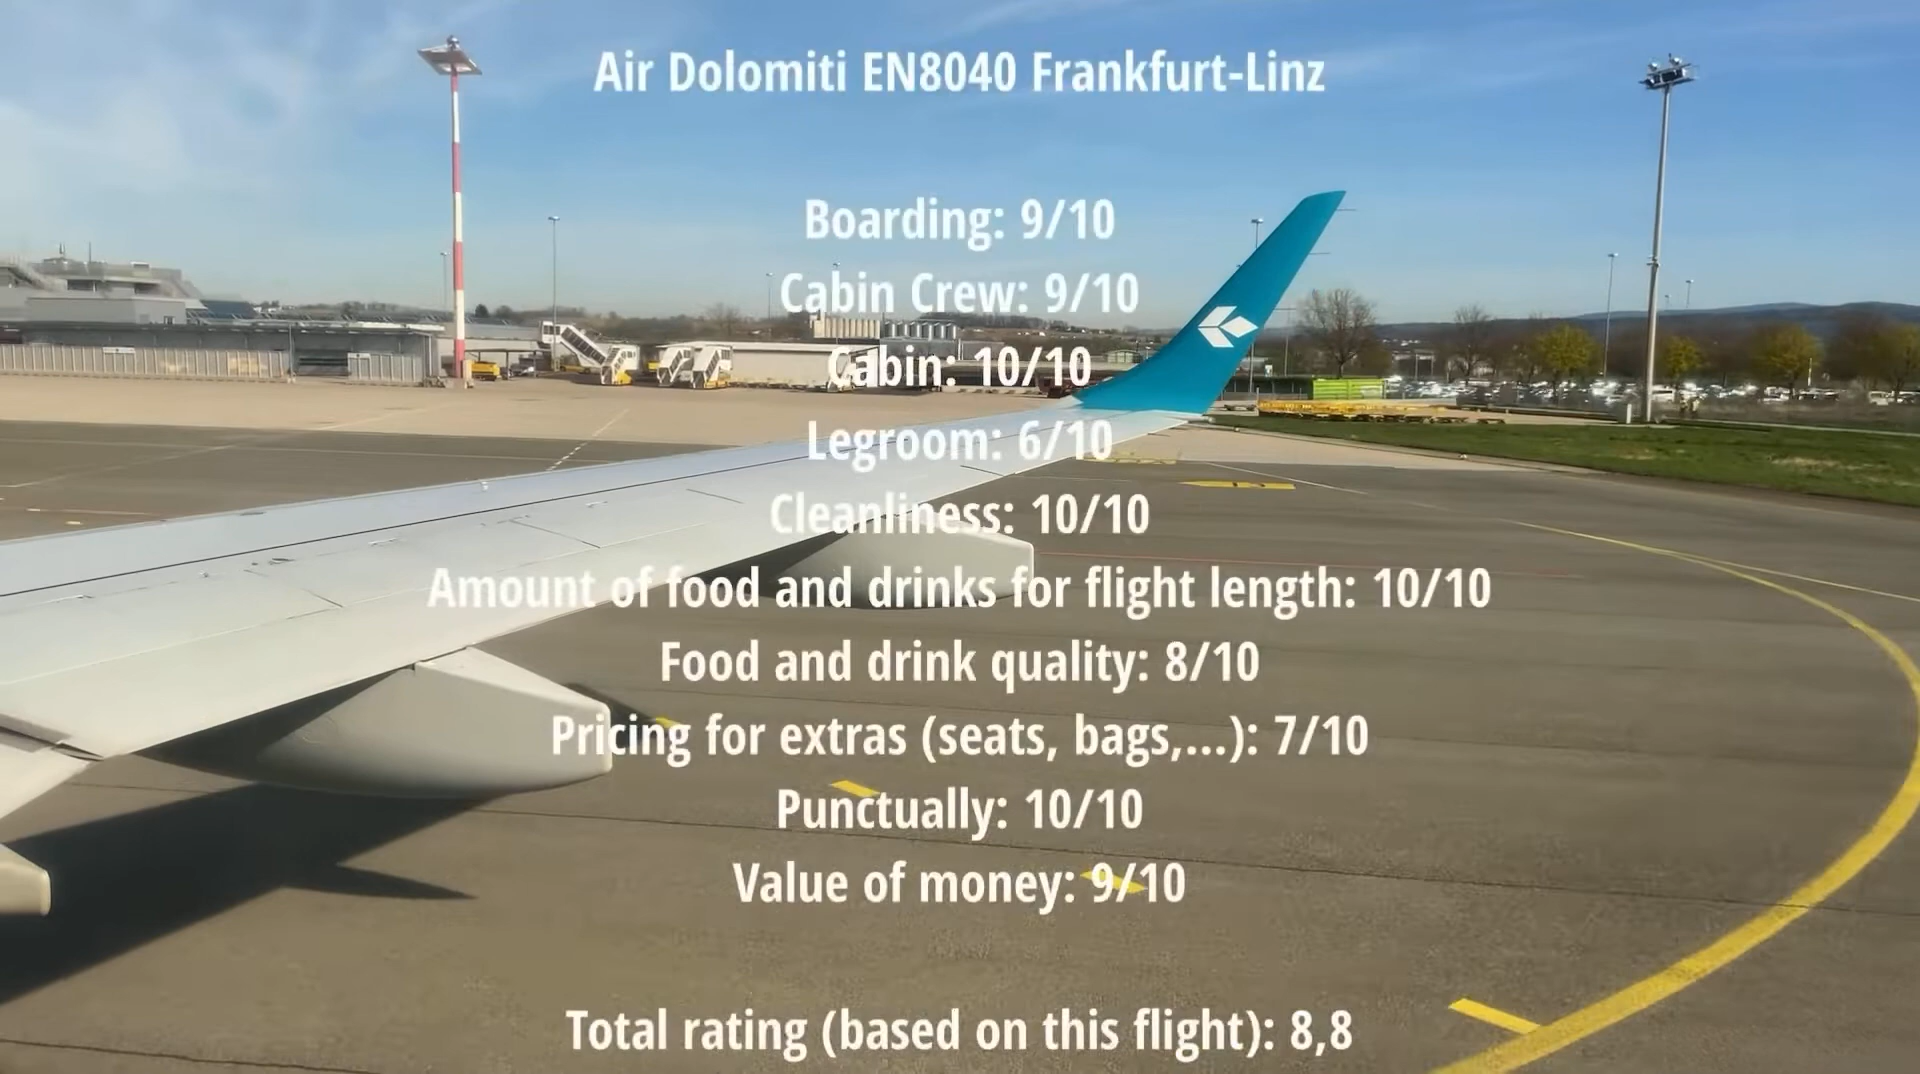 Air Dolomiti EN8040 Frankfurt-Linz
Boarding: 9/10
Cabin Crew: 9/10
Cabin: 10/10
Legroom: 6/10
Cleanliness: 10/10
Amount of food and drinks for flight length: 10/10
Food and drink quality: 8/10
Pricing for extras (seats, bags,...): 7/10
Punctually: 10/10
Value of money: 9/10
Total rating (based on this flight): 8,8